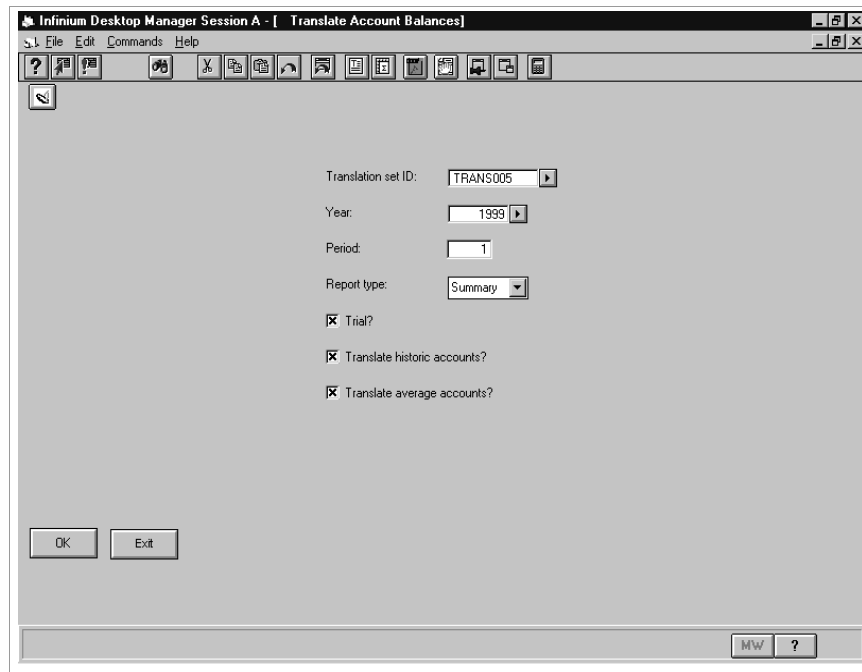 Infinium Desktop Manager Session A - [ Translate Account Balances]
File Edit Commands Help
Translation set ID: TRANS005
Year: 1999
Period: 1
Report type: Summary
Trial?
Translate historic accounts?
Translate average accounts?
OK Exit
MW ?